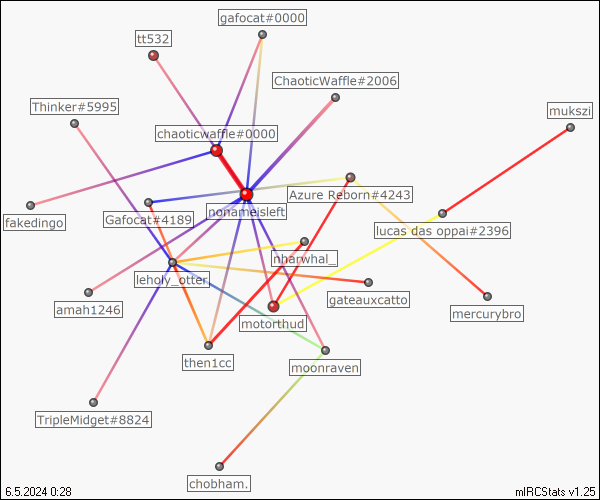 gafocat#0000
tt532
ChaoticWaffle#2006
Thinker#5995
mukszi
chaoticwaffle#0000
Azure Reborn#4243
nonameisleft
fakedingo
Gafocat#4189
lucas das oppai#2396
nharwhal_
leholy_otter
gateauxcatto
amah1246
mercurybro
motorthud
then1cc
moonraven
TripleMidget#8824
chobham.
6.5.2024 0:28
mIRCStats v1.25